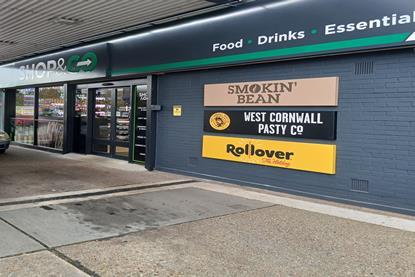 SHOP&GO
Food · Drinks · Essential
SMOKIN'
BEAN
WEST CORNWALL
PASTY CO
Rollover